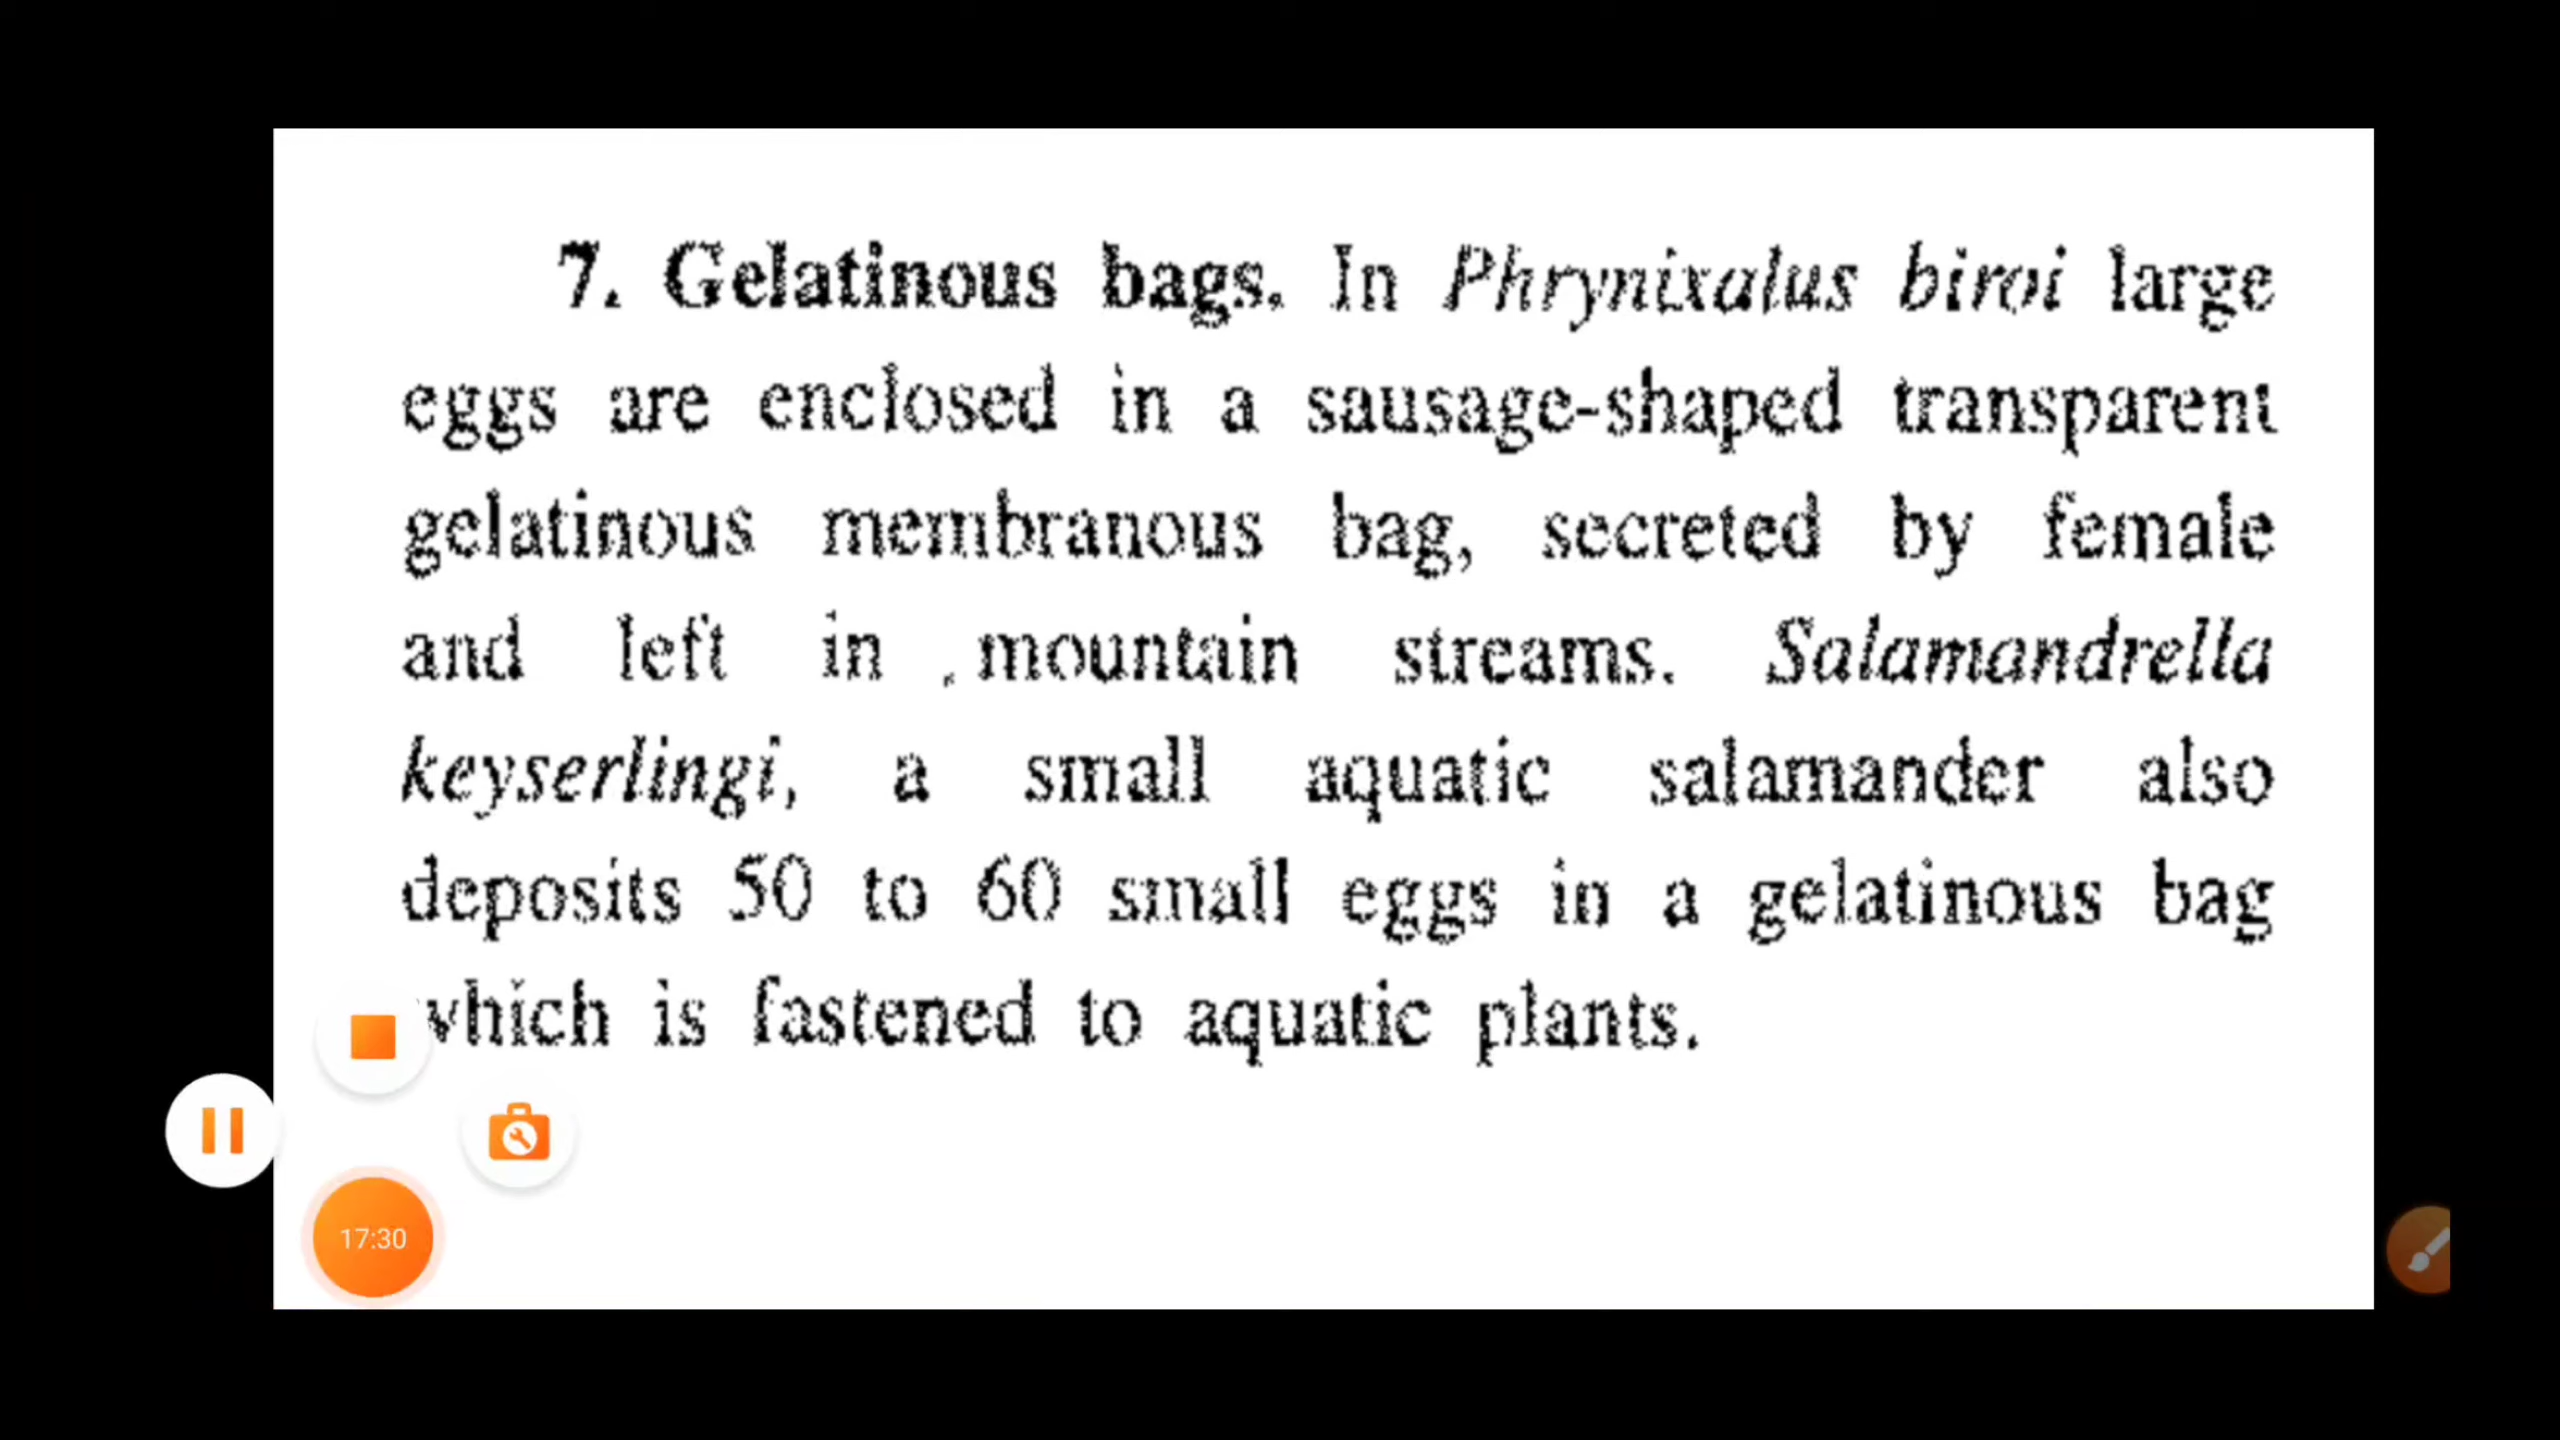 7. Gelatinous bags. In Phrynixalus biroi large
eggs are enclosed in a sausage-shaped transparent
gelatinous membranous bag, secreted by female
and left in mountain streams. Salamandrella
keyserlingi, a small aquatic salamander also
deposits 50 to 60 small eggs in a gelatinous bag
which is fastened to aquatic plants.
17:30